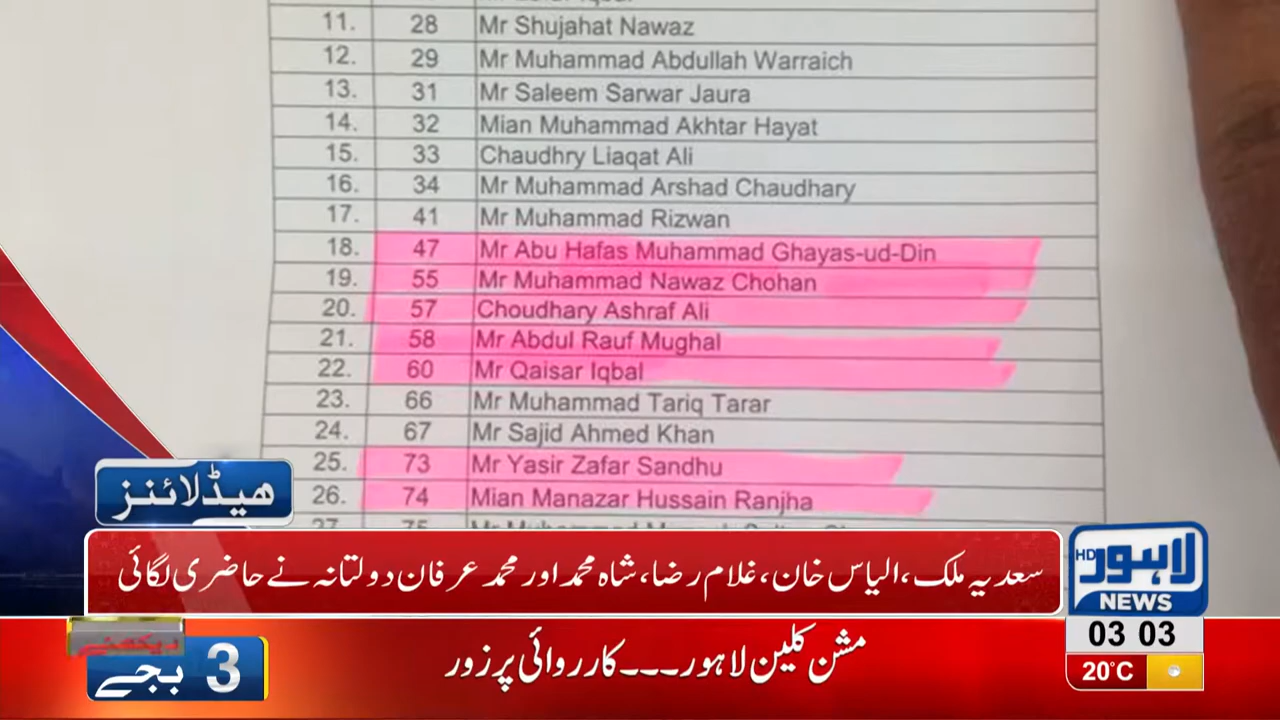 11. 28 Mr Shujahat Nawaz
12. 29 Mr Muhammad Abdullah Warraich
13. 31 Mr Saleem Sarwar Jaura
14. 32 Mian Muhammad Akhtar Hayat
15. 33 Chaudhry Liaqat Ali
16. 34 Mr Muhammad Arshad Chaudhary
17. 41 Mr Muhammad Rizwan
18. 47 Mr Abu Hafas Muhammad Ghayas-ud-Din
19. 55 Mr Muhammad Nawaz Chohan
20. 57 Choudhary Ashraf Ali
21. 58 Mr Abdul Rauf Mughal
22. 60 Mr Qaisar Iqbal
23. 66 Mr Muhammad Tariq Tarar
24. 67 Mr Sajid Ahmed Khan
25. 73 Mr Yasir Zafar Sandhu
26. 74 Mian Manazar Hussain Ranjha
27. 75 Mr Muhammad
ہیڈلائنز
سعدیہ ملک، الیاس خان، غلام رضا، شاہ محمد اور محمد عرفان دولتانہ نے حاضری لگائی
لاہور HD
NEWS
03 03
20°C
مشن کلین لاہور۔۔۔کارروائی پر زور
دیکھئے
3 بجے